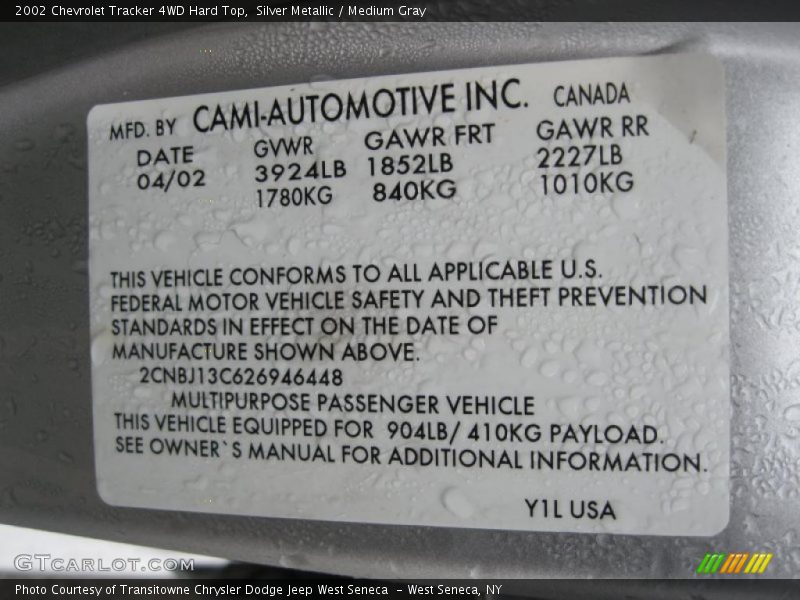 2002 Chevrolet Tracker 4WD Hard Top,  Silver Metallic / Medium Gray
MFD. BY CAMI-AUTOMOTIVE INC. CANADA
DATE GVWR GAWR FRT GAWR RR
04/02 3924LB 1852LB 2227LB
1780KG 840KG 1010KG
THIS VEHICLE CONFORMS TO ALL APPLICABLE U.S.
FEDERAL MOTOR VEHICLE SAFETY AND THEFT PREVENTION
STANDARDS IN EFFECT ON THE DATE OF
MANUFACTURE SHOWN ABOVE.
2CNBJ13C626946448
MULTIPURPOSE PASSENGER VEHICLE
THIS VEHICLE EQUIPPED FOR 904LB/ 410KG PAYLOAD.
SEE OWNER`S MANUAL FOR ADDITIONAL INFORMATION.
Y1L USA
GTCARLOT.COM
Photo Courtesy of Transitowne Chrysler Dodge Jeep West Seneca  - West Seneca, NY